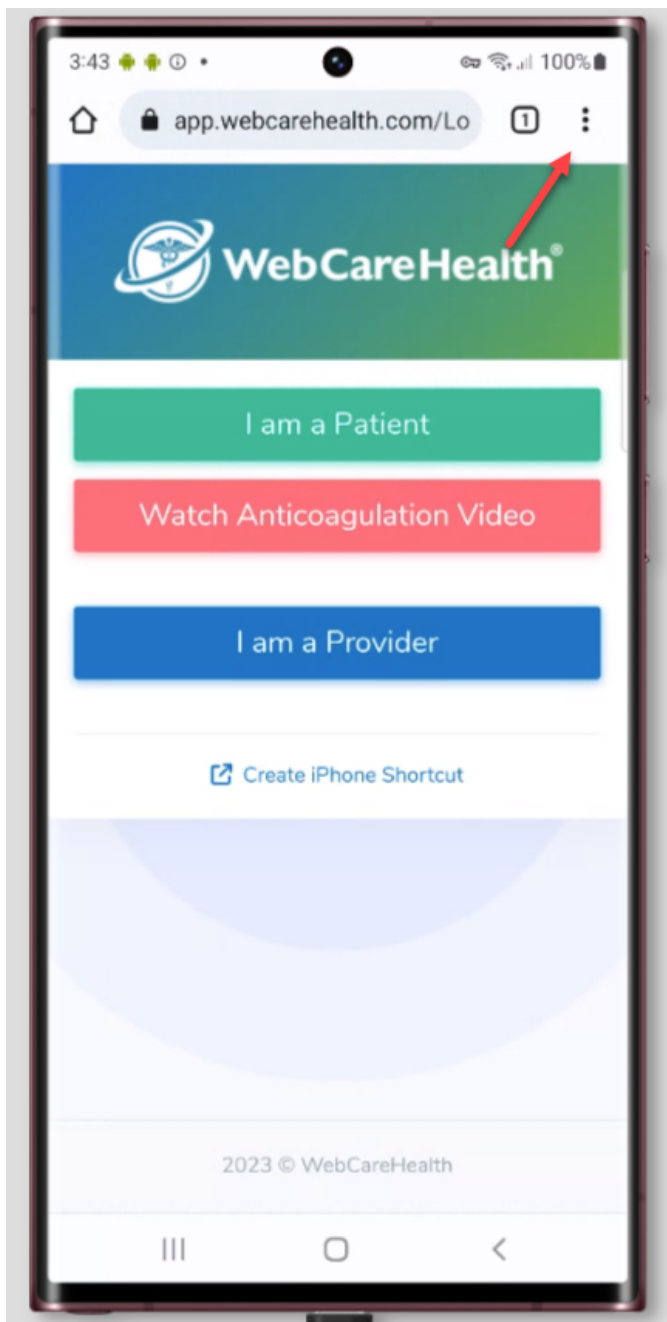 3:43 100%
app.webcarehealth.com/Lo 1
WebCareHealth®
I am a Patient
Watch Anticoagulation Video
I am a Provider
Create iPhone Shortcut
2023 © WebCareHealth